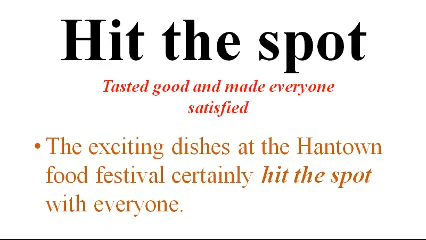 Hit the spot
Tasted good and made everyone
satisfied
• The exciting dishes at the Hantown
food festival certainly hit the spot
with everyone.